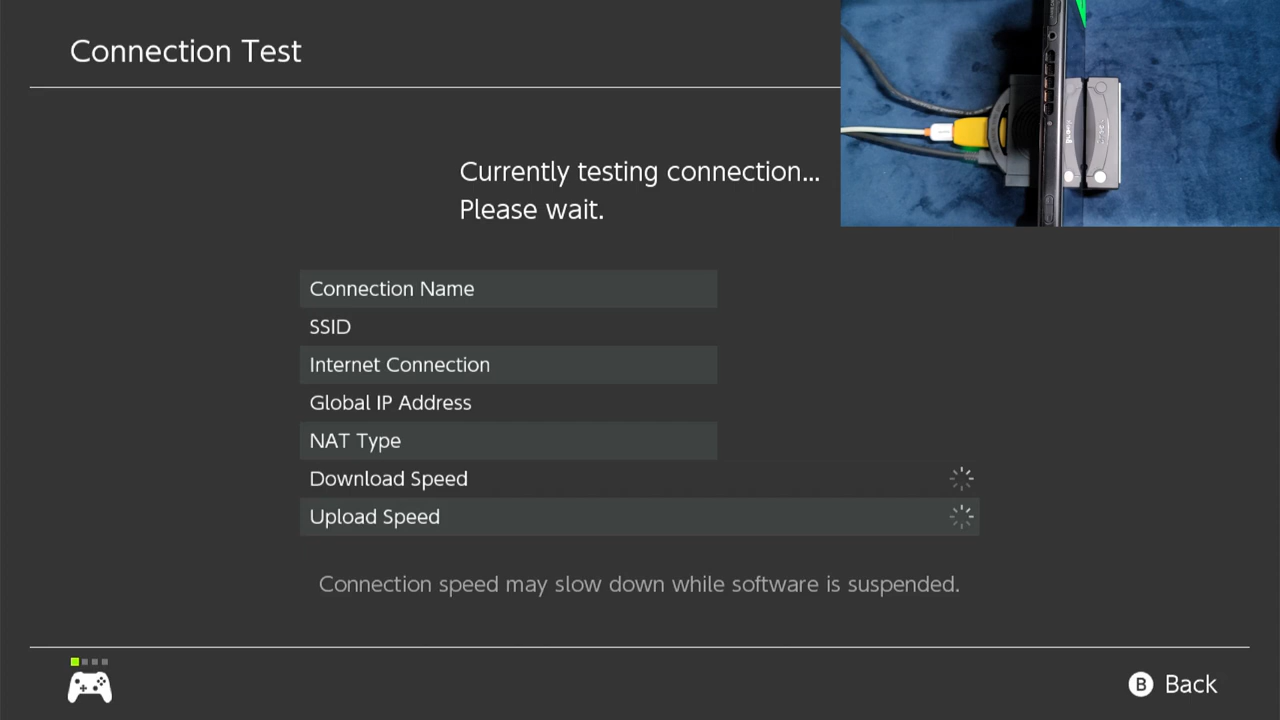 Connection Test
Currently testing connection...
Please wait.
Connection Name
SSID
Internet Connection
Global IP Address
NAT Type
Download Speed
Upload Speed
Connection speed may slow down while software is suspended.
B Back